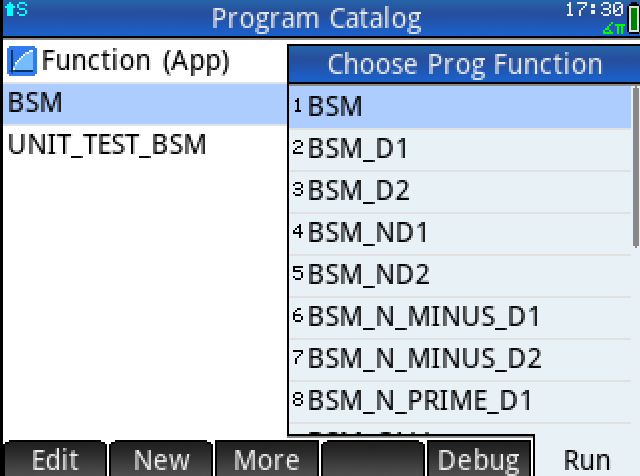 ↑S
Program Catalog
17:30
∡π
Function (App)
BSM
UNIT_TEST_BSM
Choose Prog Function
1 BSM
2 BSM_D1
3 BSM_D2
4 BSM_ND1
5 BSM_ND2
6 BSM_N_MINUS_D1
7 BSM_N_MINUS_D2
8 BSM_N_PRIME_D1
Edit New More Debug Run